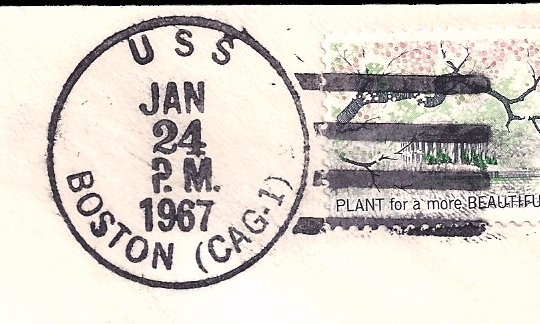 USS
JAN
24
P. M.
1967
BOSTON (CAG-1)
PLANT for a more BEAUTIFU